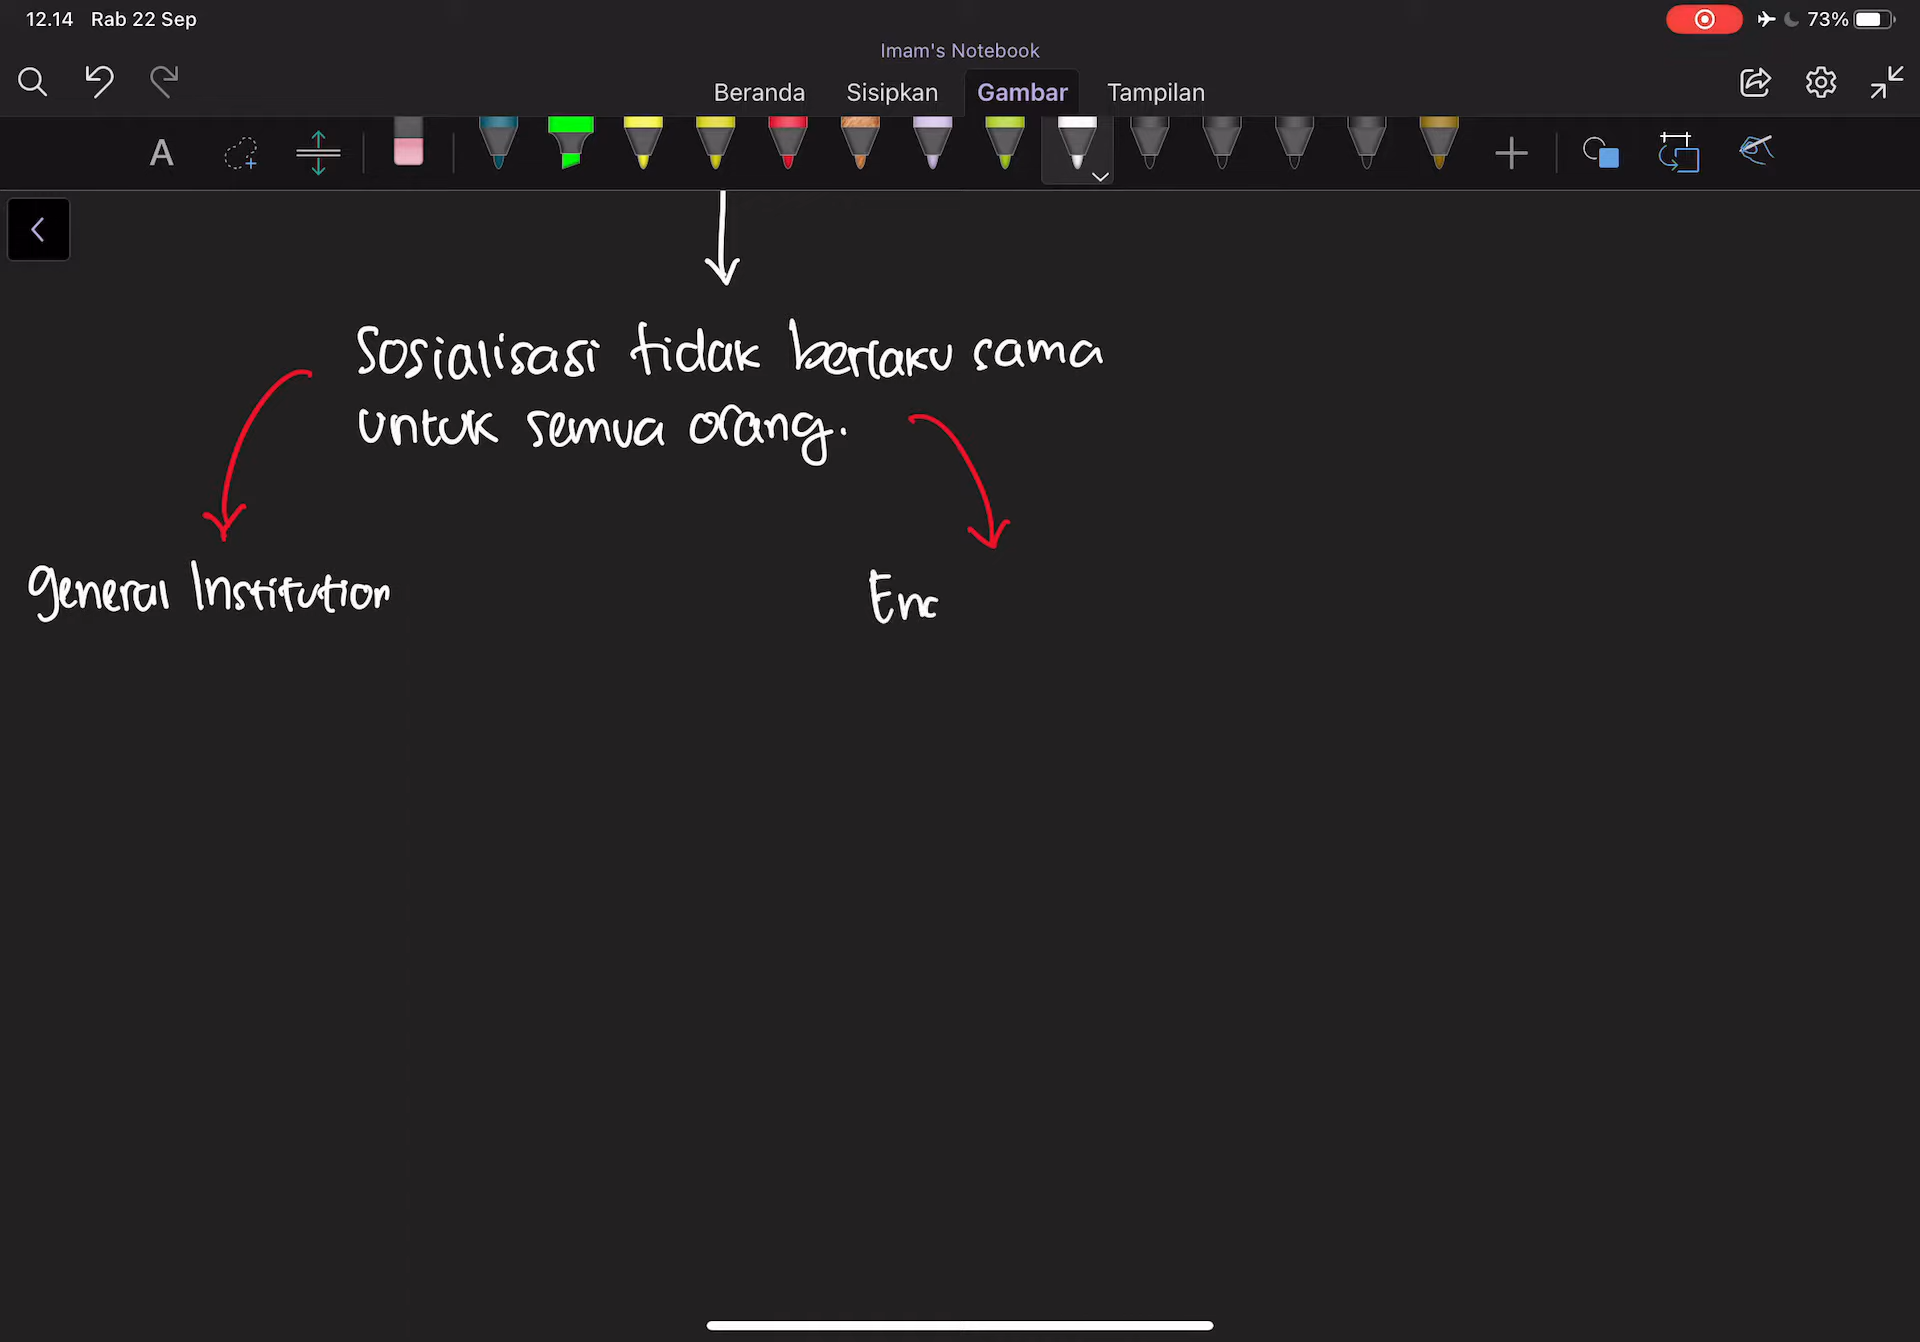 12.14 Rab 22 Sep
73%
Imam's Notebook
Beranda Sisipkan Gambar Tampilan
A
Sosialisasi tidak berlaku sama
untuk semua orang.
General Institution
Enc